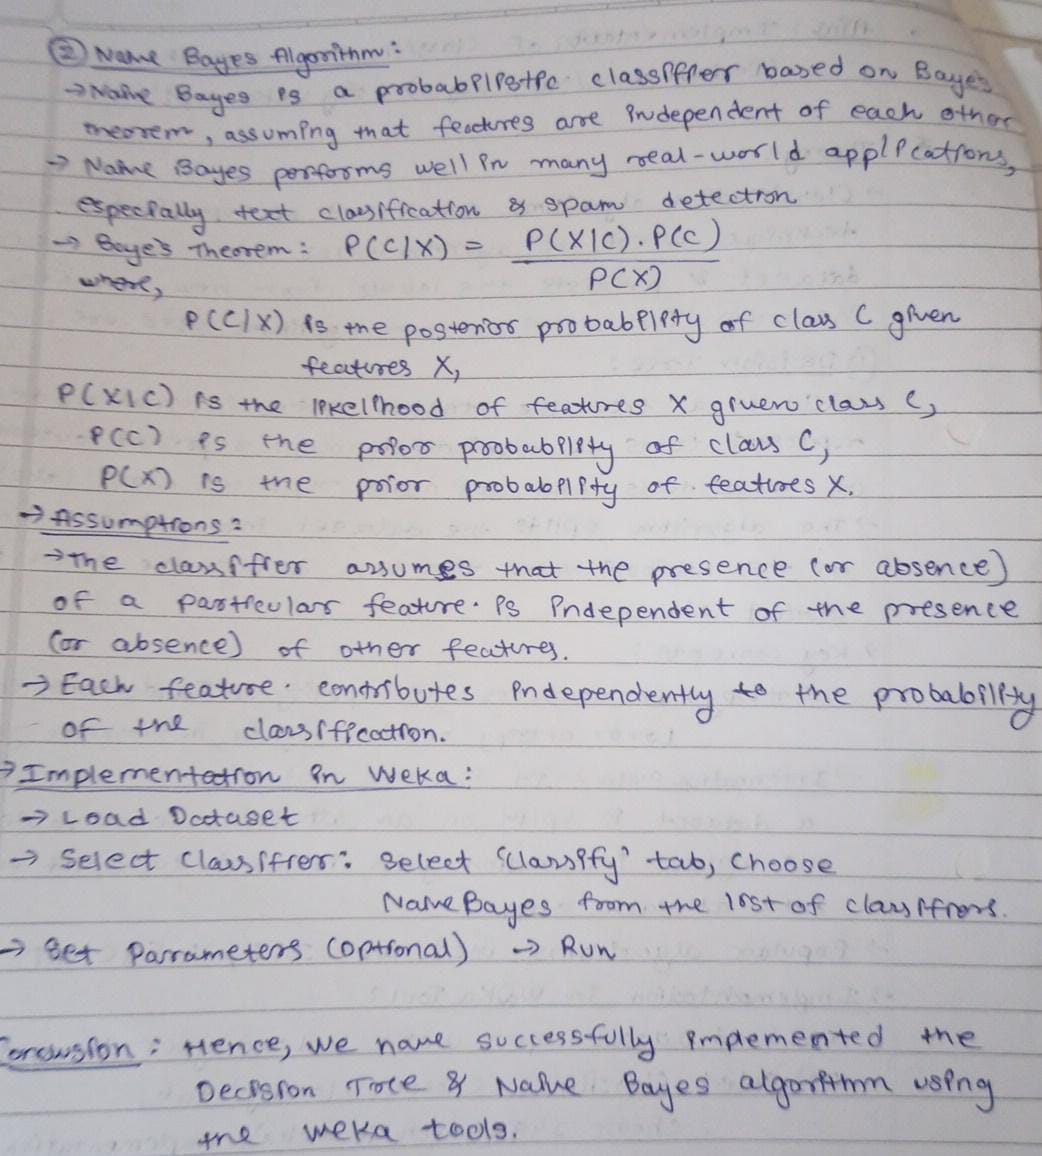 ② Naive Bayes Algorithm:
→ Naive Bayes is a probabilistic classifier based on Baye's
theorem, assuming that features are independent of each other
→ Naive Bayes performs well in many real-world applications,
especially text classification & spam detection
→ Baye's Theorem: P(C|X) = P(X|C).P(C)
P(X)
where,
P(C|X) is the posterior probability of class C given
features X,
P(X|C) is the likelihood of features X given class C,
P(C) is the prior probability of class C,
P(X) is the prior probability of features X.
→ Assumptions:
→ The classifier assumes that the presence (or absence)
of a particular feature is independent of the presence
(or absence) of other features.
→ Each feature contributes independently to the probability
of the classification.
→ Implementation in Weka:
→ Load Dataset
→ Select Classifier: Select 'Classify' tab, Choose
NaiveBayes from the list of classifiers.
→ Set Parameters (optional) → Run
Conclusion: Hence, we have successfully implemented the
Decision Tree & Naive Bayes algorithm using
the weka tools.